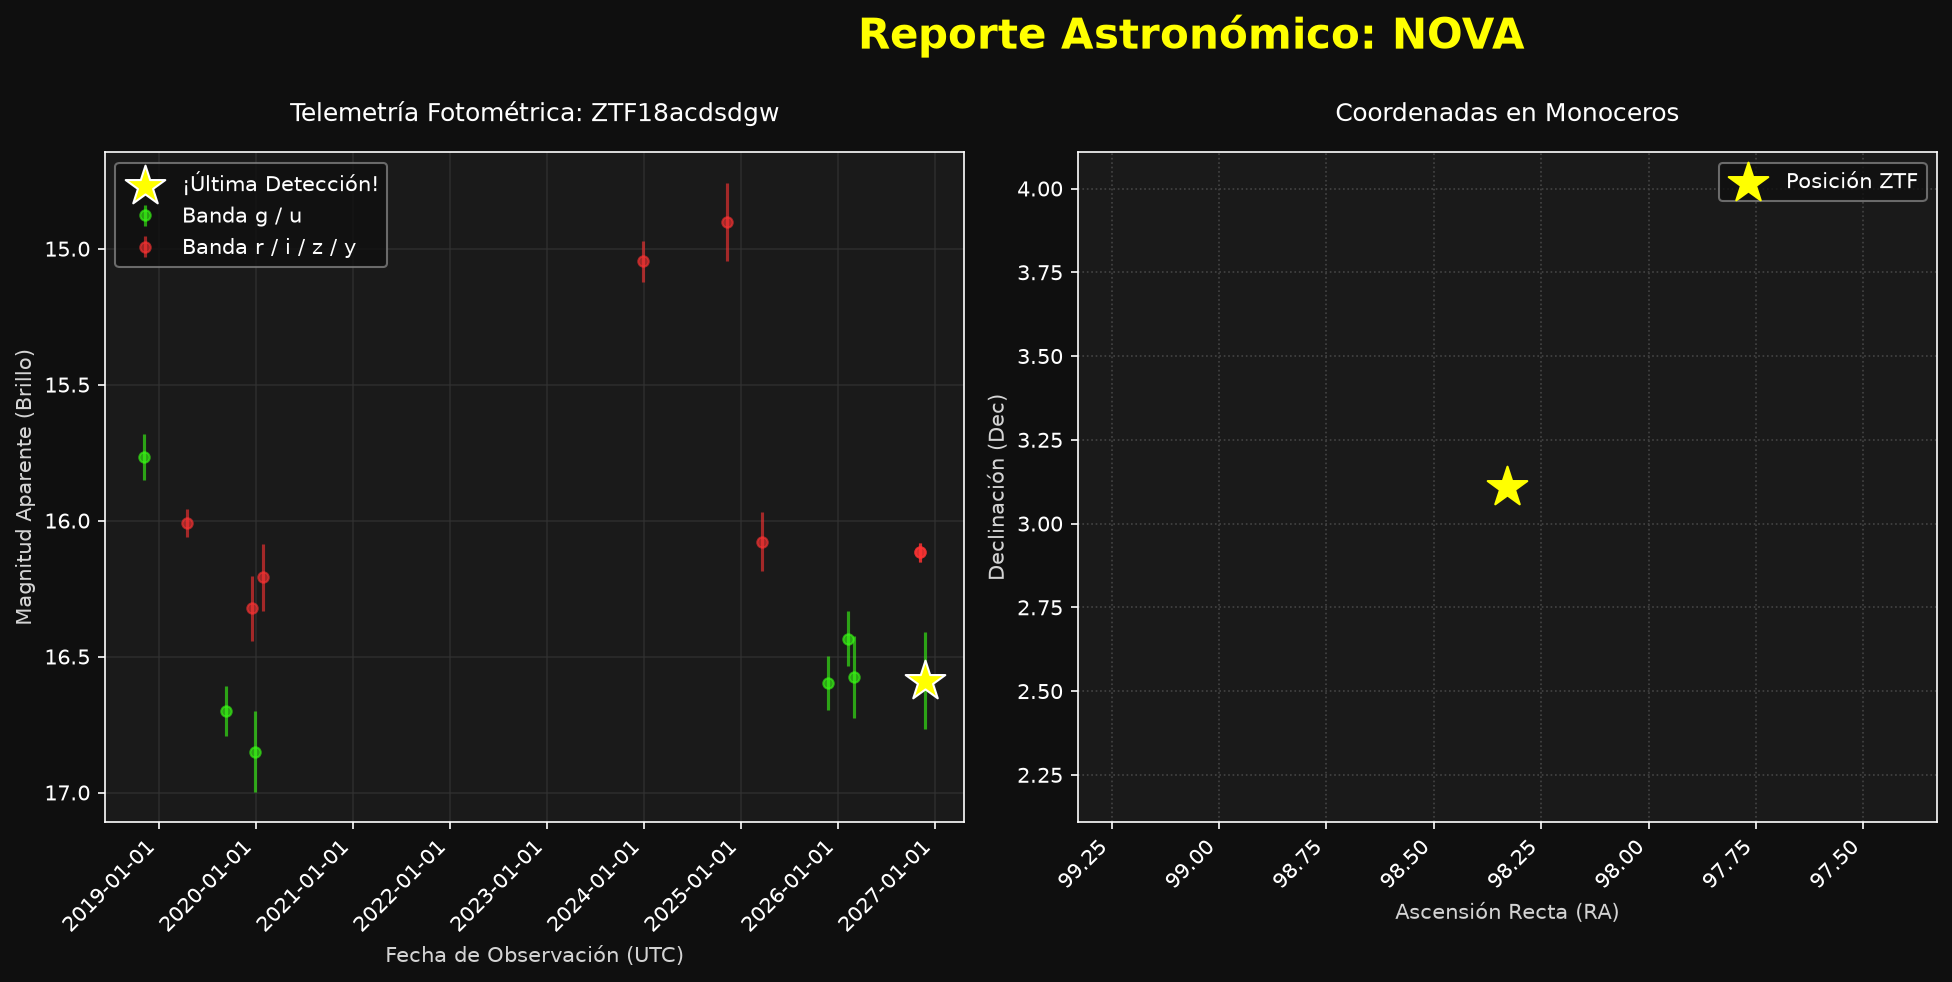 Reporte Astronómico: NOVA
Telemetría Fotométrica: ZTF18acdsdgw
¡Última Detección!
Banda g / u
Banda r / i / z / y
Magnitud Aparente (Brillo)
15.0
15.5
16.0
16.5
17.0
2019-01-01
2020-01-01
2021-01-01
2022-01-01
2023-01-01
2024-01-01
2025-01-01
2026-01-01
2027-01-01
Fecha de Observación (UTC)
Coordenadas en Monoceros
Posición ZTF
Declinación (Dec)
4.00
3.75
3.50
3.25
3.00
2.75
2.50
2.25
99.25
99.00
98.75
98.50
98.25
98.00
97.75
97.50
Ascensión Recta (RA)